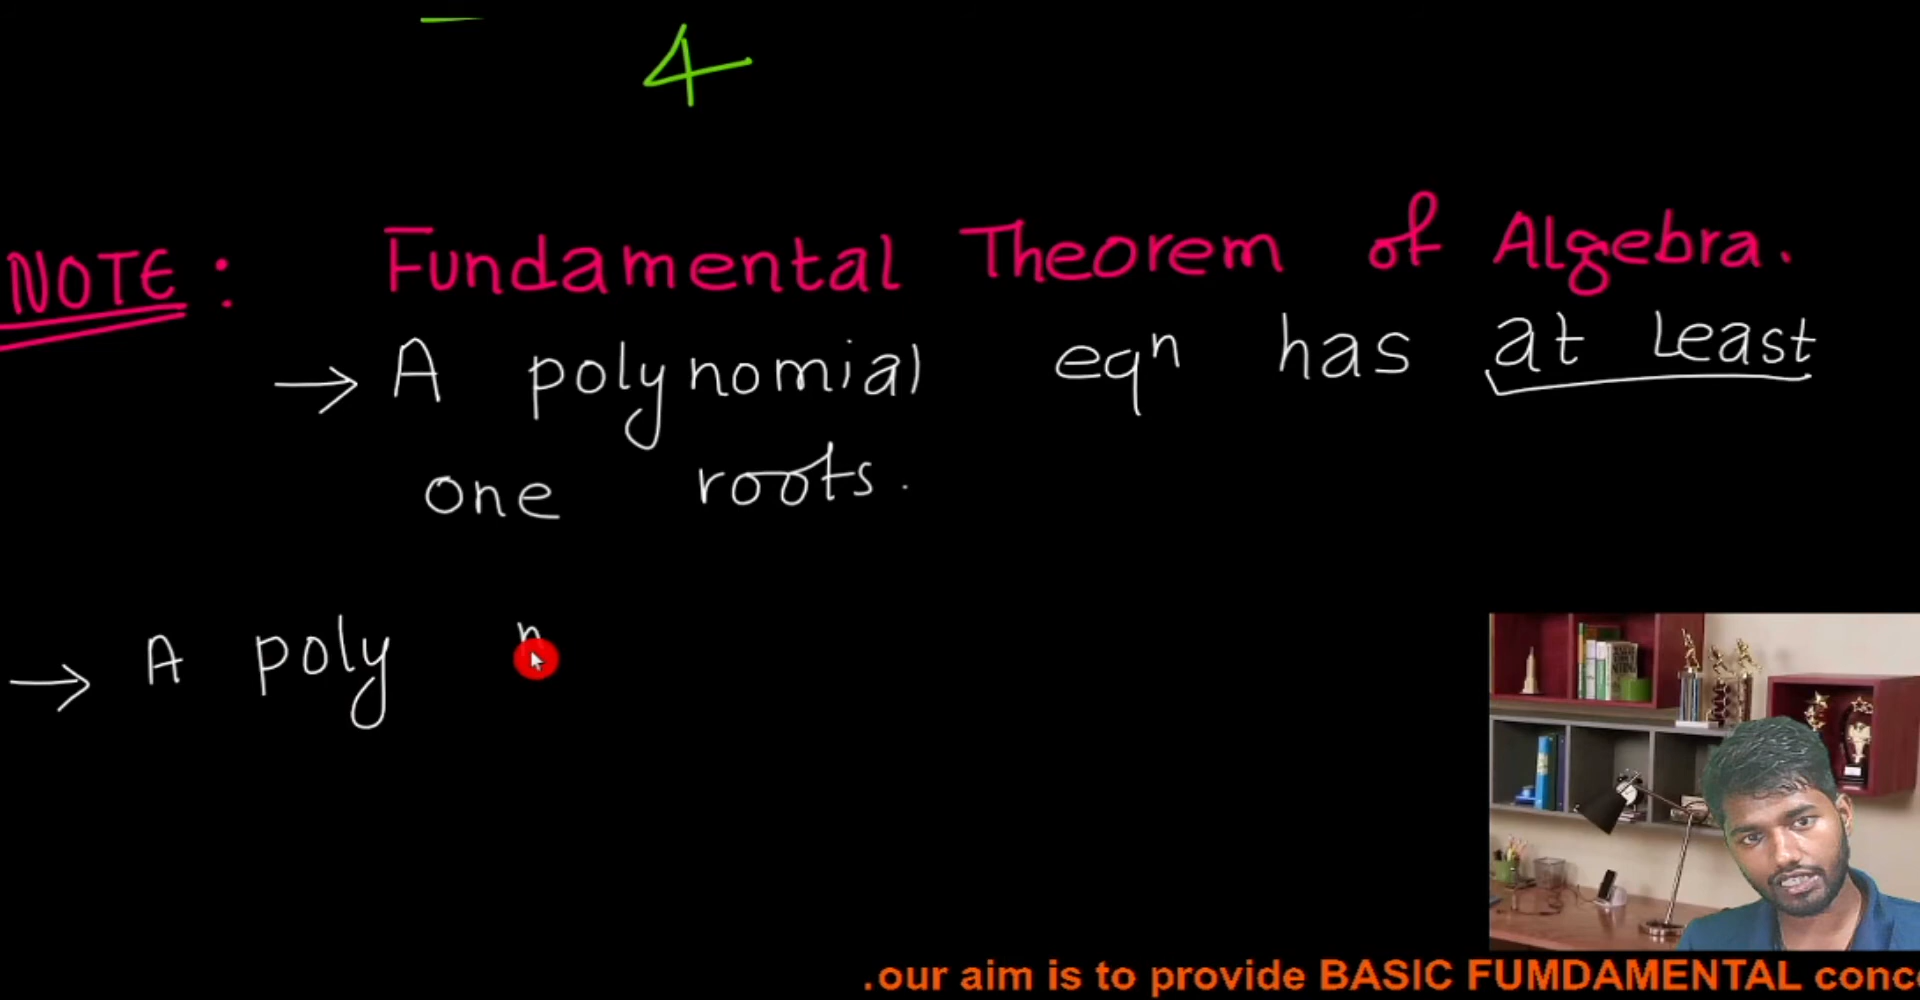 4
NOTE : Fundamental Theorem of Algebra.
→ A polynomial eqⁿ has at least
one roots.
→ A poly n
.our aim is to provide BASIC FUMDAMENTAL conc